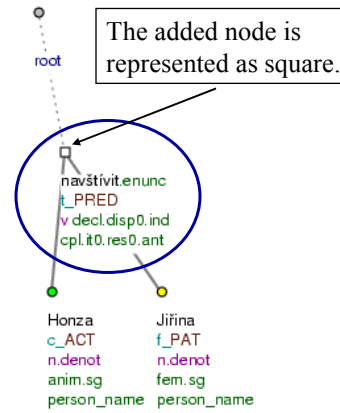 The added node is
represented as square.
root
navštívit.enunc
t_PRED
v decl.disp0.ind
cpl.it0.res0.ant
Honza
c_ACT
n.denot
anim.sg
person_name
Jiřina
f_PAT
n.denot
fem.sg
person_name